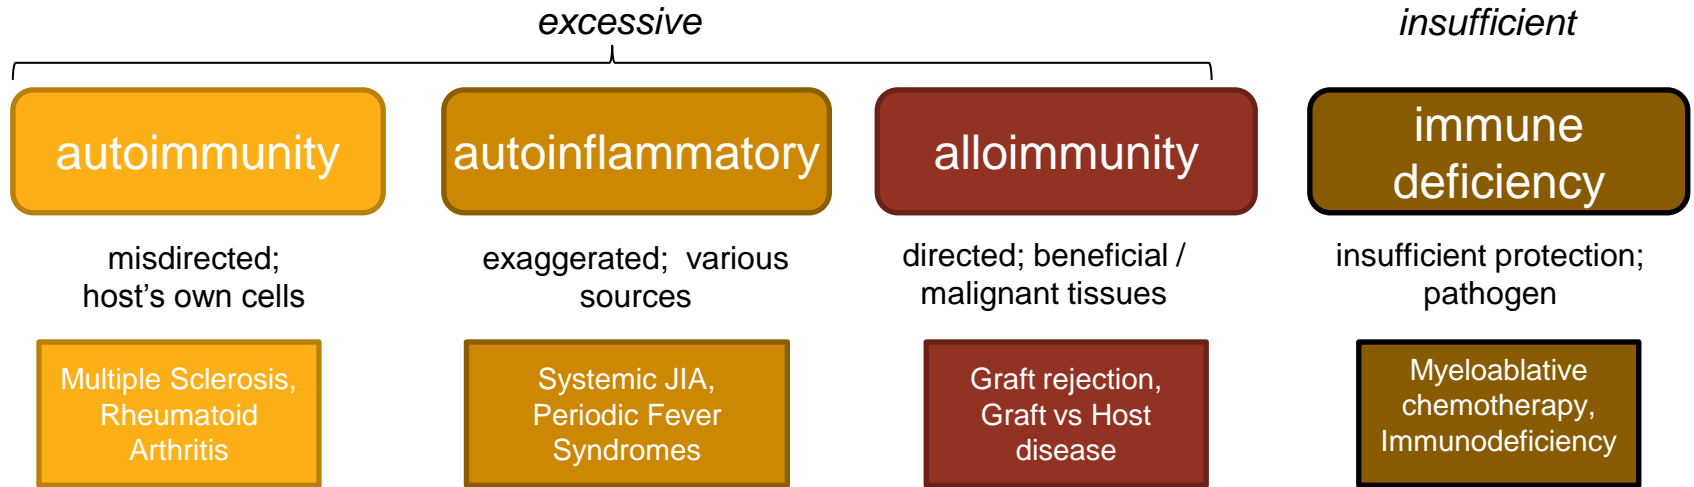 excessive
insufficient
autoimmunity
autoinflammatory
alloimmunity
immune
deficiency
misdirected;
host's own cells
exaggerated;  various
sources
directed; beneficial /
malignant tissues
insufficient protection;
pathogen
Multiple Sclerosis,
Rheumatoid
Arthritis
Systemic JIA,
Periodic Fever
Syndromes
Graft rejection,
Graft vs Host
disease
Myeloablative
chemotherapy,
Immunodeficiency